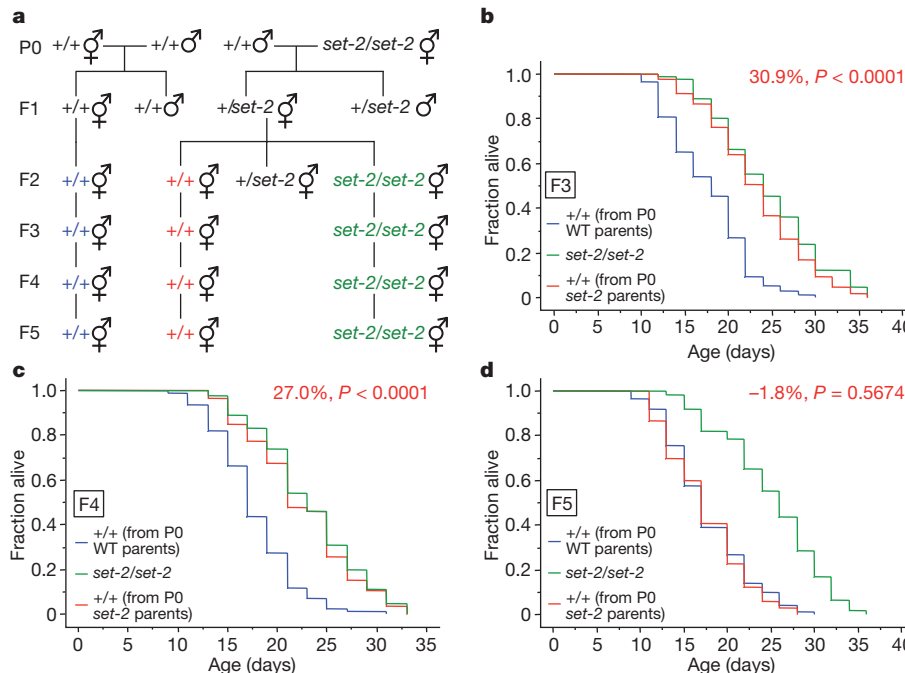 a
P0 +/+ +/+ +/+ set-2/set-2
F1 +/+ +/+ +/set-2 +/set-2
F2 +/+ +/+ +/set-2 set-2/set-2
F3 +/+ +/+ set-2/set-2
F4 +/+ +/+ set-2/set-2
F5 +/+ +/+ set-2/set-2
b
30.9%, P < 0.0001
Fraction alive
1.0
0.8
0.6
0.4
0.2
0
F3
+/+ (from P0
WT parents)
set-2/set-2
+/+ (from P0
set-2 parents)
0 5 10 15 20 25 30 35 40
Age (days)
c
27.0%, P < 0.0001
Fraction alive
1.0
0.8
0.6
0.4
0.2
0
F4
+/+ (from P0
WT parents)
set-2/set-2
+/+ (from P0
set-2 parents)
0 5 10 15 20 25 30 35
Age (days)
d
–1.8%, P = 0.5674
Fraction alive
1.0
0.8
0.6
0.4
0.2
0
F5
+/+ (from P0
WT parents)
set-2/set-2
+/+ (from P0
set-2 parents)
0 5 10 15 20 25 30 35 40
Age (days)